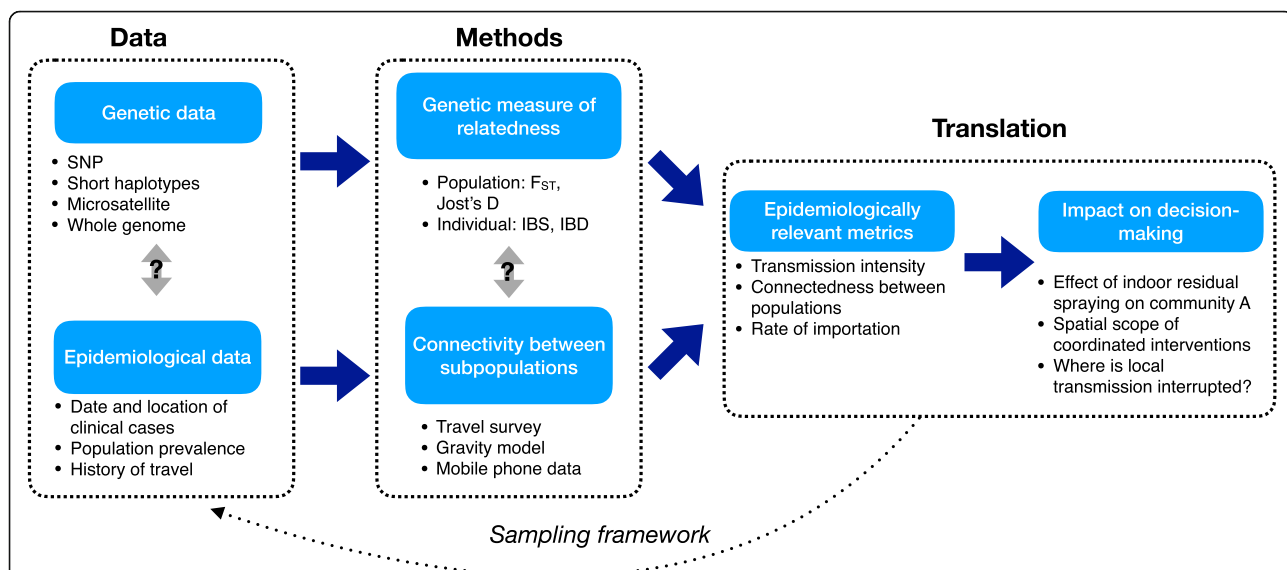 Data
Genetic data
• SNP
• Short haplotypes
• Microsatellite
• Whole genome
?
Epidemiological data
• Date and location of
clinical cases
• Population prevalence
• History of travel
Methods
Genetic measure of
relatedness
• Population: FST,
Jost's D
• Individual: IBS, IBD
?
Connectivity between
subpopulations
• Travel survey
• Gravity model
• Mobile phone data
Translation
Epidemiologically
relevant metrics
• Transmission intensity
• Connectedness between
populations
• Rate of importation
Impact on decision-
making
• Effect of indoor residual
spraying on community A
• Spatial scope of
coordinated interventions
• Where is local
transmission interrupted?
Sampling framework